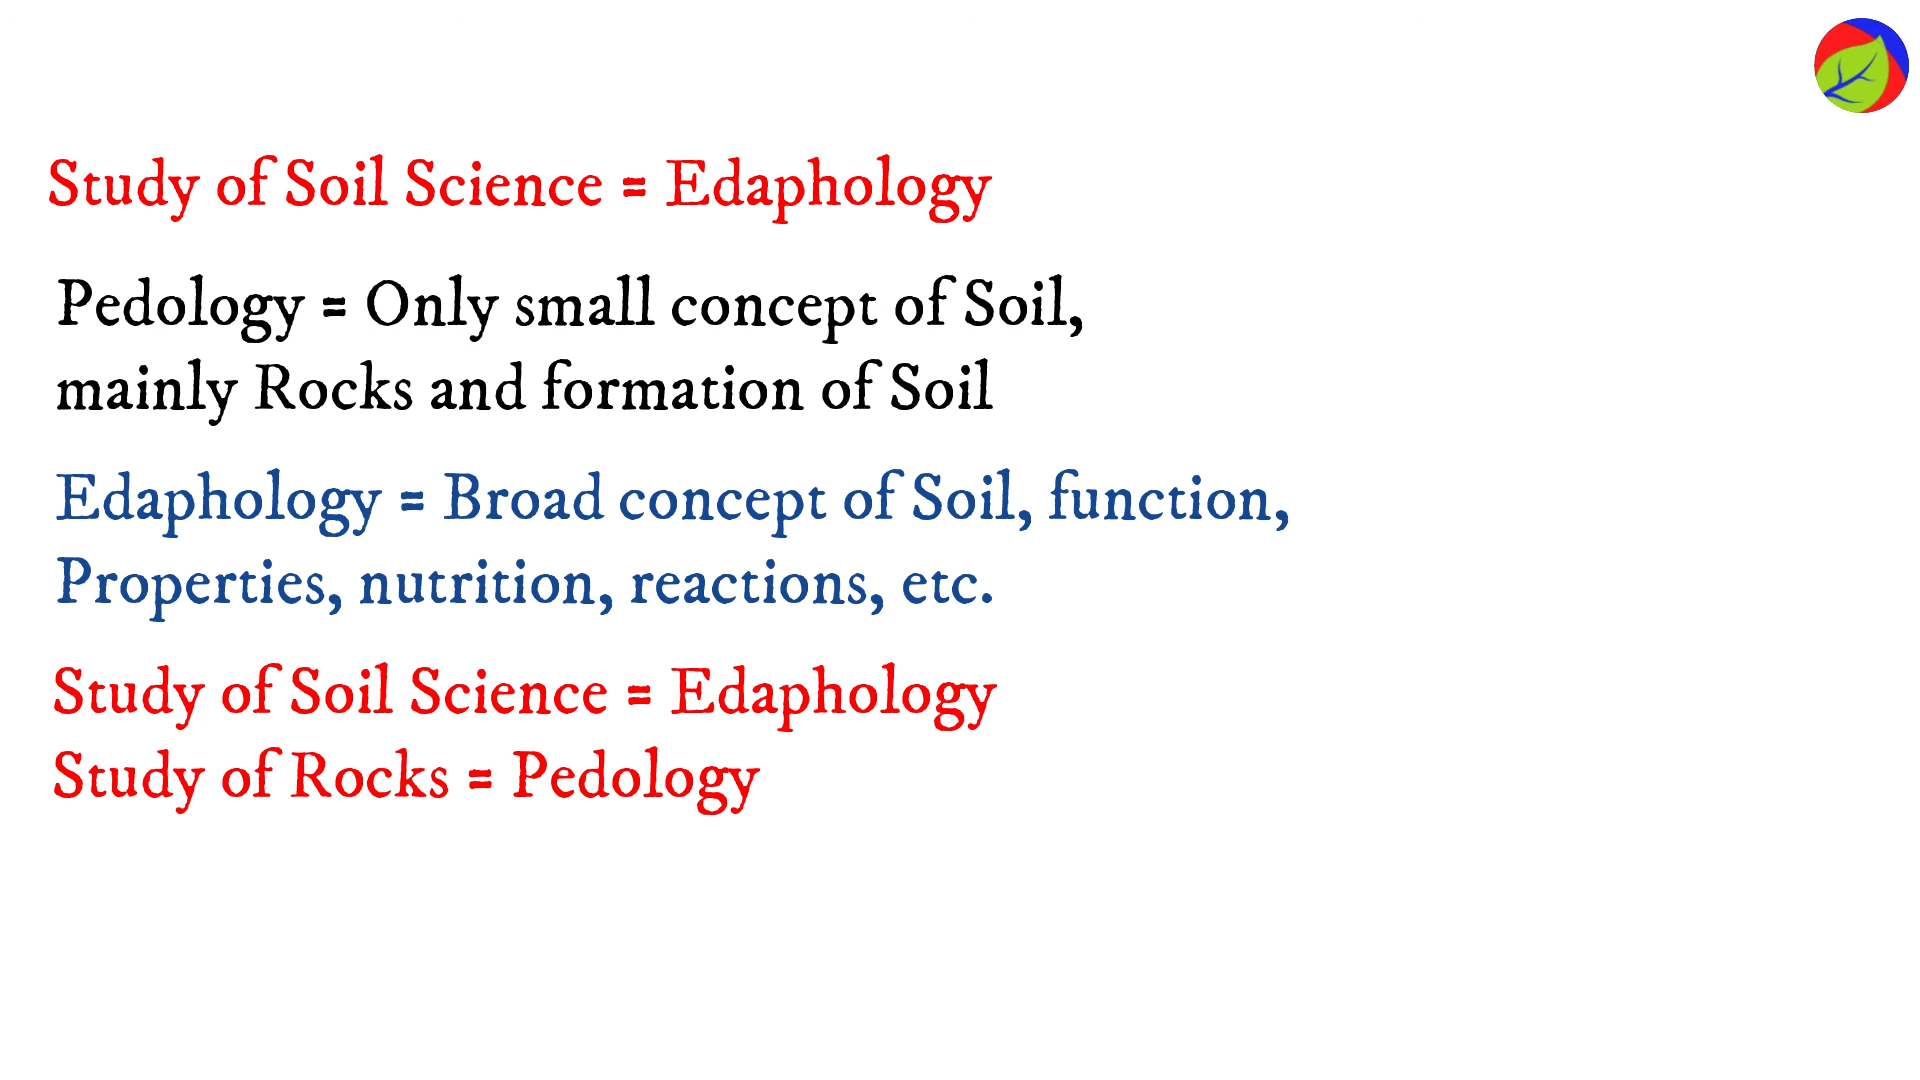 Study of Soil Science = Edaphology
Pedology = Only small concept of Soil,
mainly Rocks and formation of Soil
Edaphology = Broad concept of Soil, function,
Properties, nutrition, reactions, etc.
Study of Soil Science = Edaphology
Study of Rocks = Pedology